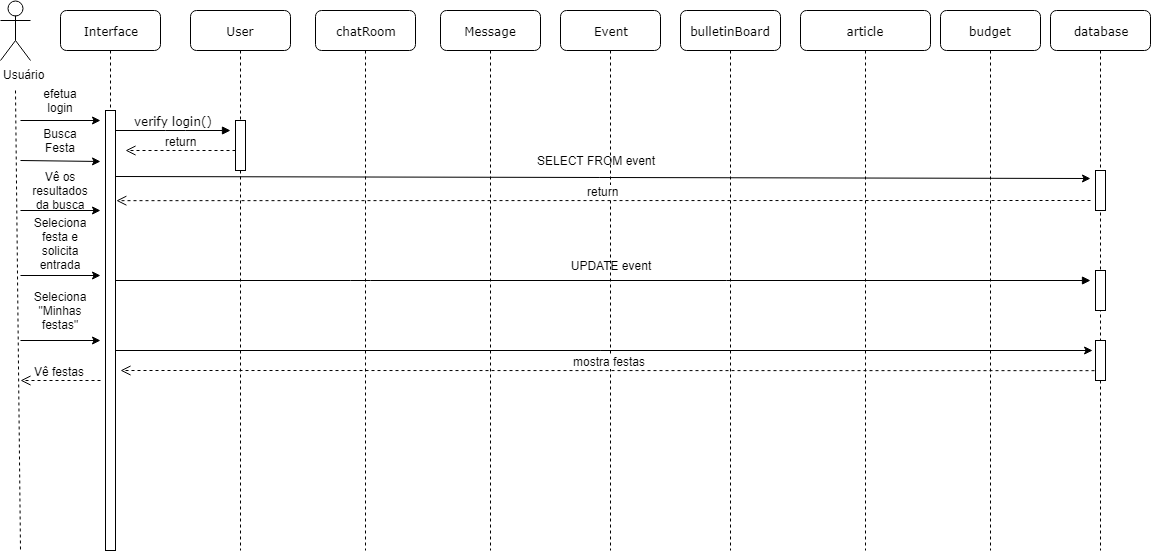 Interface
User
chatRoom
Message
Event
bulletinBoard
article
budget
database
Usuário
efetua
login
verify login()
return
Busca
Festa
SELECT FROM event
return
Vê os
resultados
da busca
Seleciona
festa e
solicita
entrada
UPDATE event
Seleciona
"Minhas
festas"
mostra festas
Vê festas